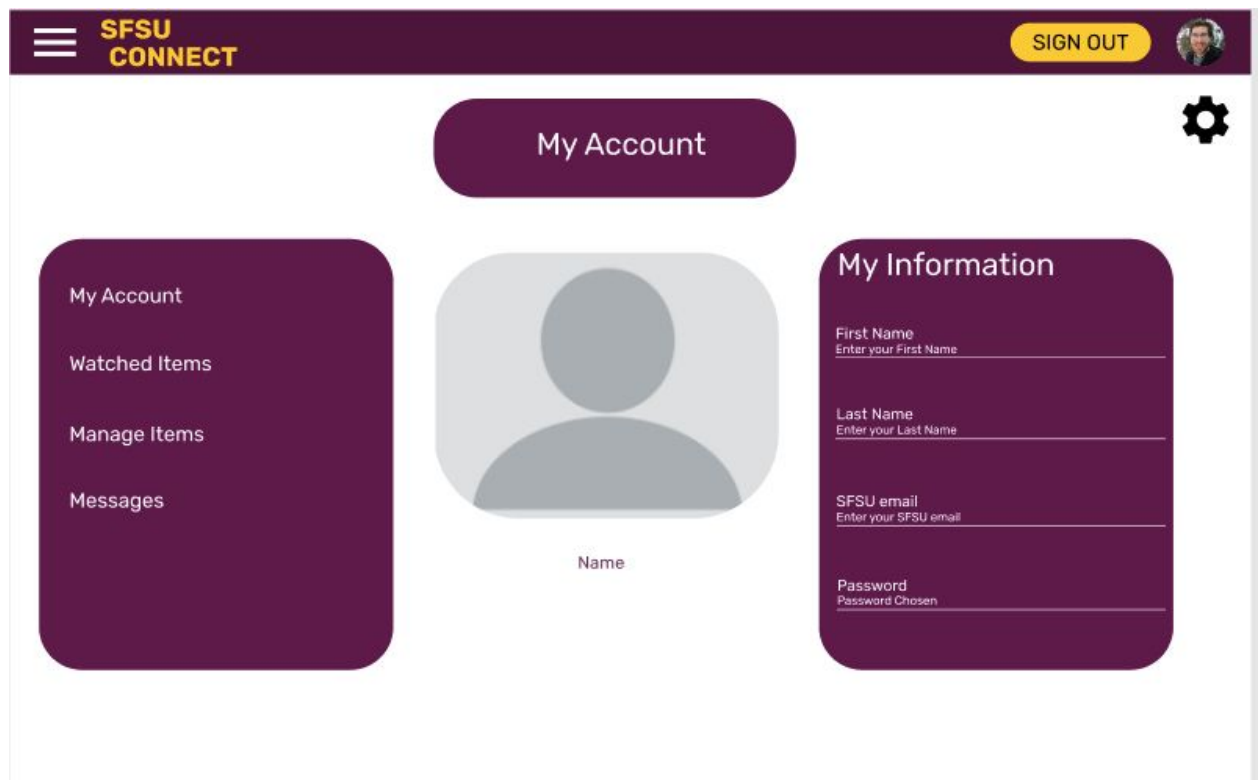 SFSU
CONNECT
SIGN OUT
My Account
My Account
Watched Items
Manage Items
Messages
Name
My Information
First Name
Enter your First Name
Last Name
Enter your Last Name
SFSU email
Enter your SFSU email
Password
Password Chosen